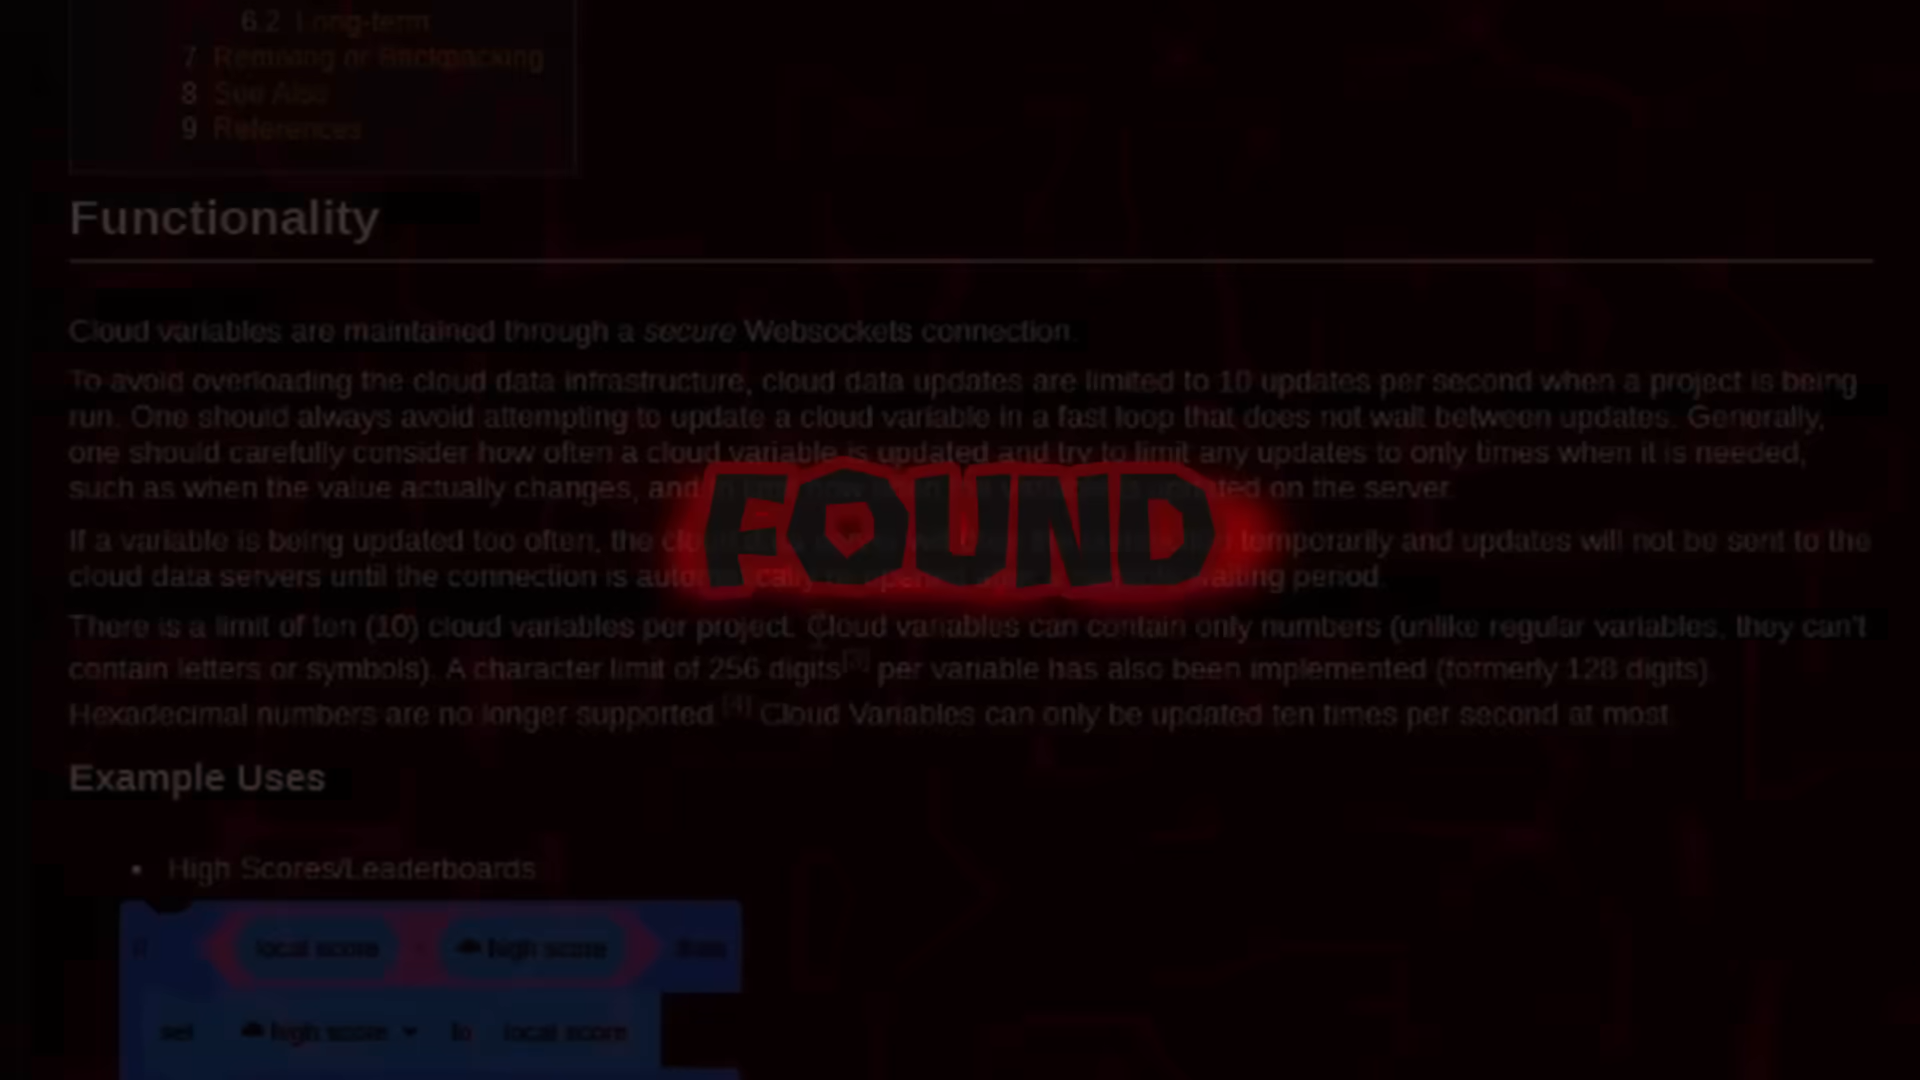 6.2 Long-term
7 Remixing or Backpacking
8 See Also
9 References
Functionality
Cloud variables are maintained through a secure Websockets connection.
To avoid overloading the cloud data infrastructure, cloud data updates are limited to 10 updates per second when a project is being
run. One should always avoid attempting to update a cloud variable in a fast loop that does not wait between updates. Generally,
one should carefully consider how often a cloud variable is updated and try to limit any updates to only times when it is needed,
such as when the value actually changes, and on the server.
FOUND
If a variable is being updated too often, the temporarily and updates will not be sent to the
cloud data servers until the connection is waiting period.
There is a limit of ten (10) cloud variables per project. Cloud variables can contain only numbers (unlike regular variables, they can't
contain letters or symbols). A character limit of 256 digits[3] per variable has also been implemented (formerly 128 digits).
Hexadecimal numbers are no longer supported.[4] Cloud Variables can only be updated ten times per second at most.
Example Uses
• High Scores/Leaderboards
if local score high score then
set high score to local score